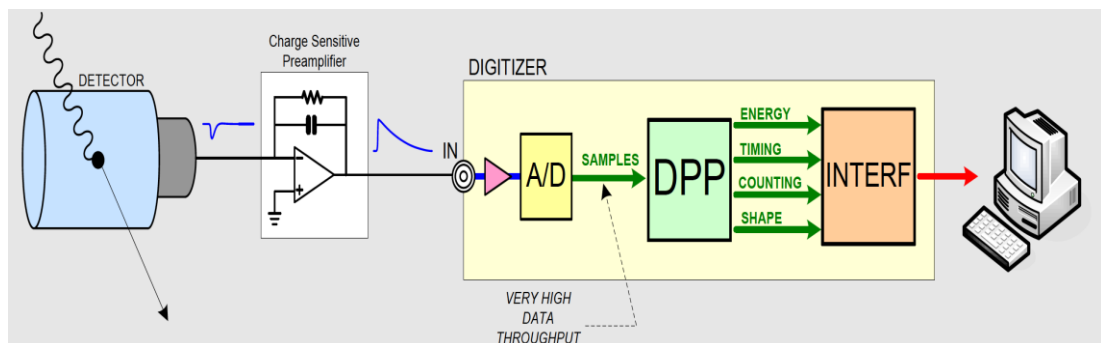 Charge Sensitive
Preamplifier
DETECTOR
DIGITIZER
IN
A/D
SAMPLES
DPP
ENERGY
TIMING
COUNTING
SHAPE
INTERF
VERY HIGH
DATA
THROUGHPUT